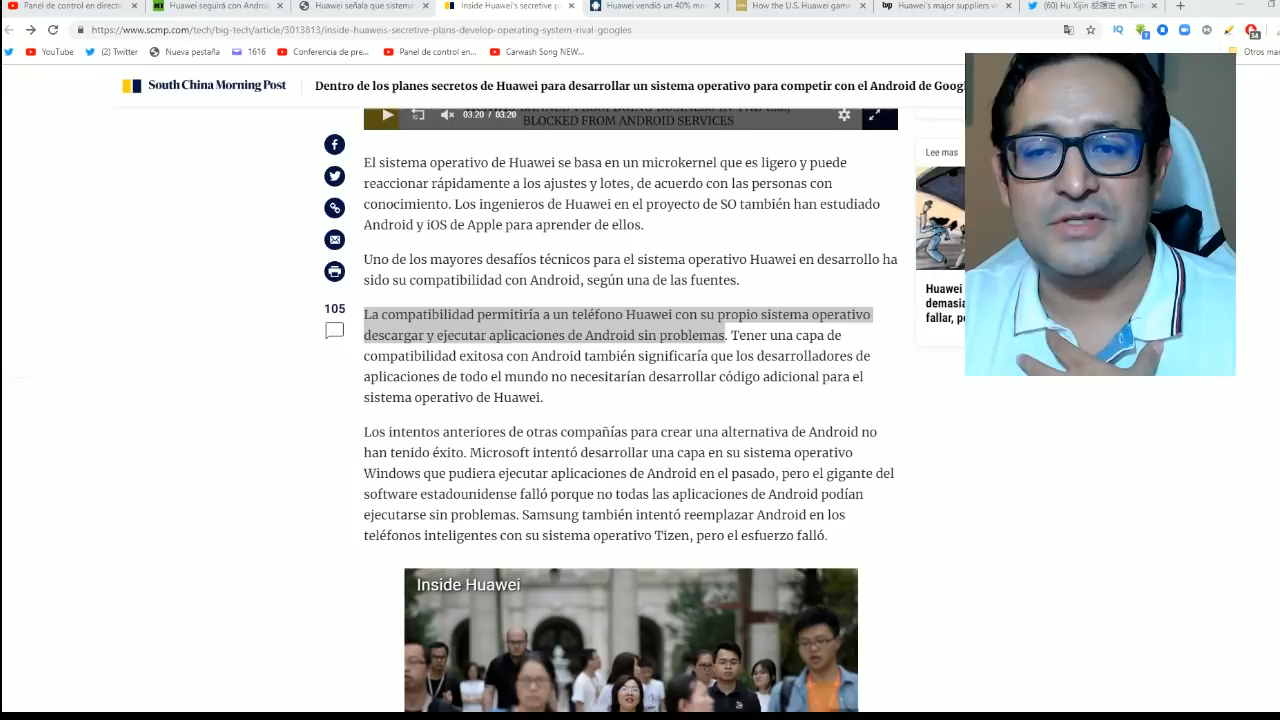 Panel de control en directo
Huawei seguirá con Androi
Huawei señala que sistema
Inside Huawei's secretive p
Huawei vendió un 40% me
How the U.S. Huawei game
Huawei's major suppliers w
(60) Hu Xijin 胡锡进 en Twit
https://www.scmp.com/tech/big-tech/article/3013813/inside-huaweis-secretive-plans-develop-operating-system-rival-googles
YouTube
(2) Twitter
Nueva pestaña
1616
Conferencia de pre...
Panel de control en...
Carwash Song NEW...
Otros mar
South China Morning Post
Dentro de los planes secretos de Huawei para desarrollar un sistema operativo para competir con el Android de Googl
03:20 / 03:20
BLOCKED FROM ANDROID SERVICES
El sistema operativo de Huawei se basa en un microkernel que es ligero y puede
reaccionar rápidamente a los ajustes y lotes, de acuerdo con las personas con
conocimiento. Los ingenieros de Huawei en el proyecto de SO también han estudiado
Android y iOS de Apple para aprender de ellos.
Uno de los mayores desafíos técnicos para el sistema operativo Huawei en desarrollo ha
sido su compatibilidad con Android, según una de las fuentes.
105
La compatibilidad permitiría a un teléfono Huawei con su propio sistema operativo
descargar y ejecutar aplicaciones de Android sin problemas. Tener una capa de
compatibilidad exitosa con Android también significaría que los desarrolladores de
aplicaciones de todo el mundo no necesitarían desarrollar código adicional para el
sistema operativo de Huawei.
Los intentos anteriores de otras compañías para crear una alternativa de Android no
han tenido éxito. Microsoft intentó desarrollar una capa en su sistema operativo
Windows que pudiera ejecutar aplicaciones de Android en el pasado, pero el gigante del
software estadounidense falló porque no todas las aplicaciones de Android podían
ejecutarse sin problemas. Samsung también intentó reemplazar Android en los
teléfonos inteligentes con su sistema operativo Tizen, pero el esfuerzo falló.
Inside Huawei
Lee mas
Huawei
demasia
fallar, p